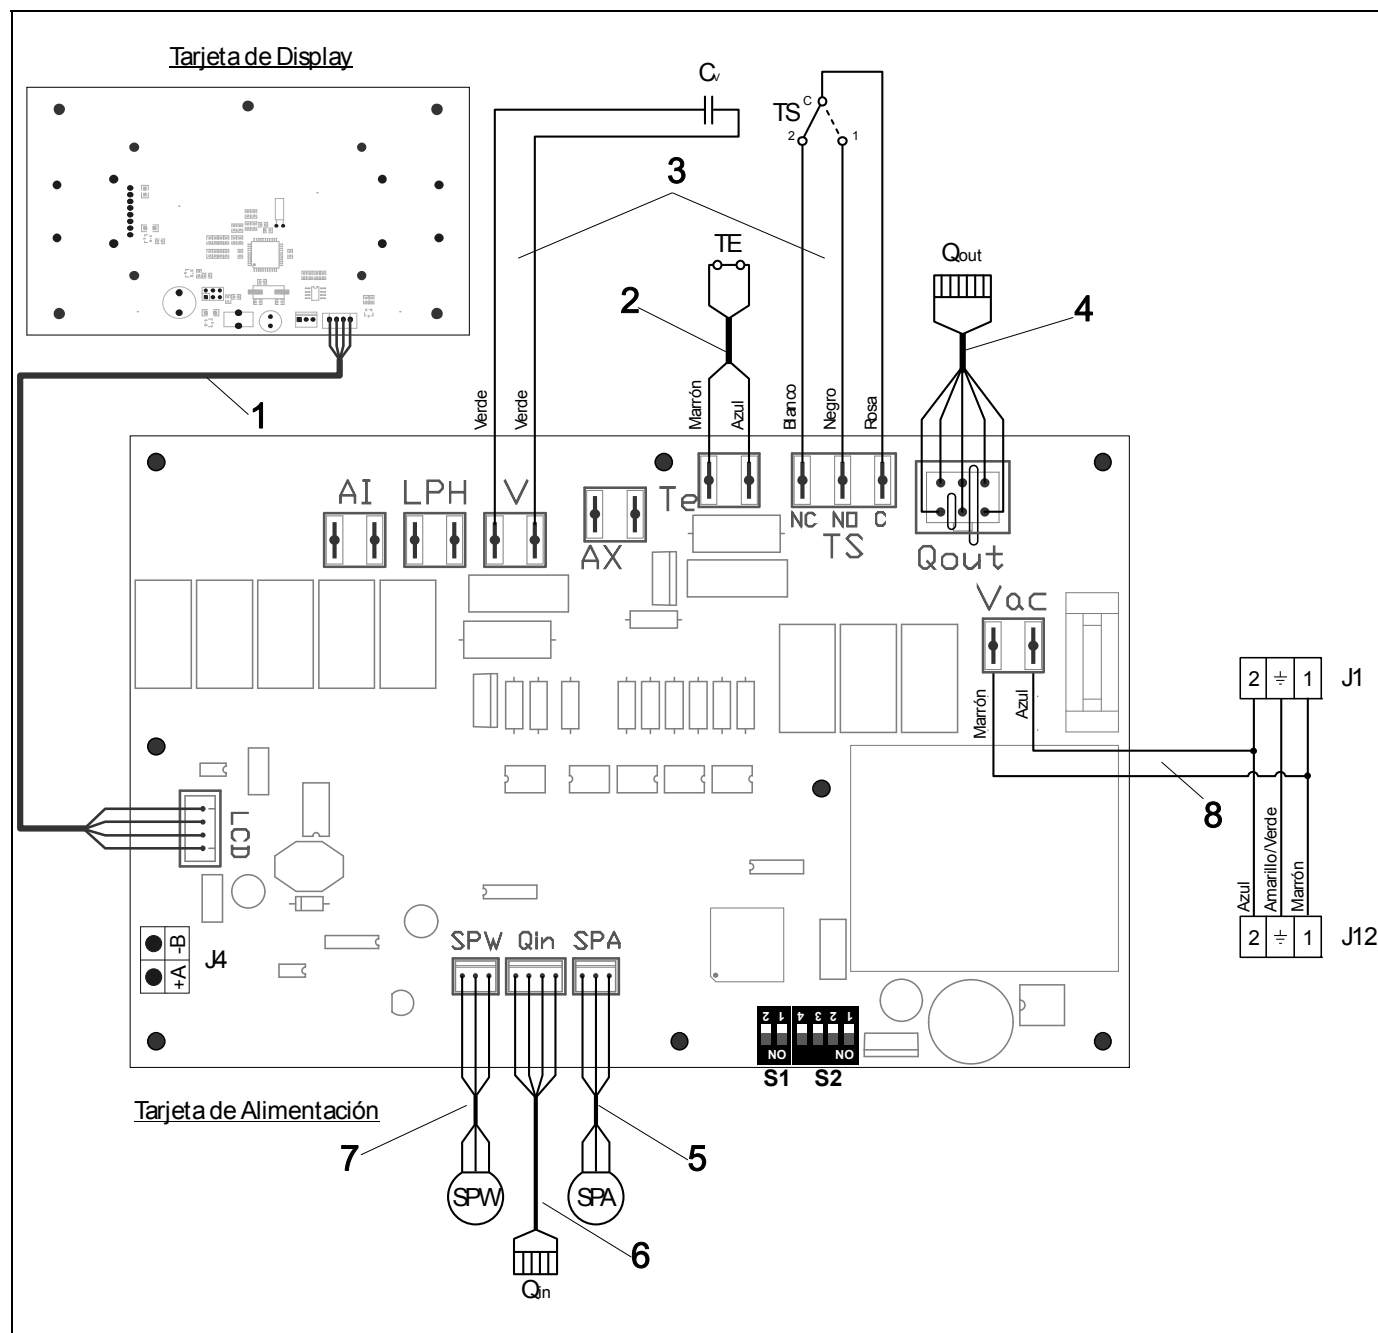 Tarjeta de Display
Cv
TS
C
2
1
3
TE
Qout
2
4
1
Verde
Verde
Marrón
Azul
Blanco
Negro
Rosa
AI
LPH
V
AX
Te
NC
NO
C
TS
Qout
Vac
Marrón
Azul
2
1
J1
8
Azul
Amarillo/Verde
Marrón
2
1
J12
LCD
-B
+A
J4
SPW
Qin
SPA
2
1
ON
4
3
2
1
ON
S1
S2
Tarjeta de Alimentación
7
5
SPW
SPA
6
Qin